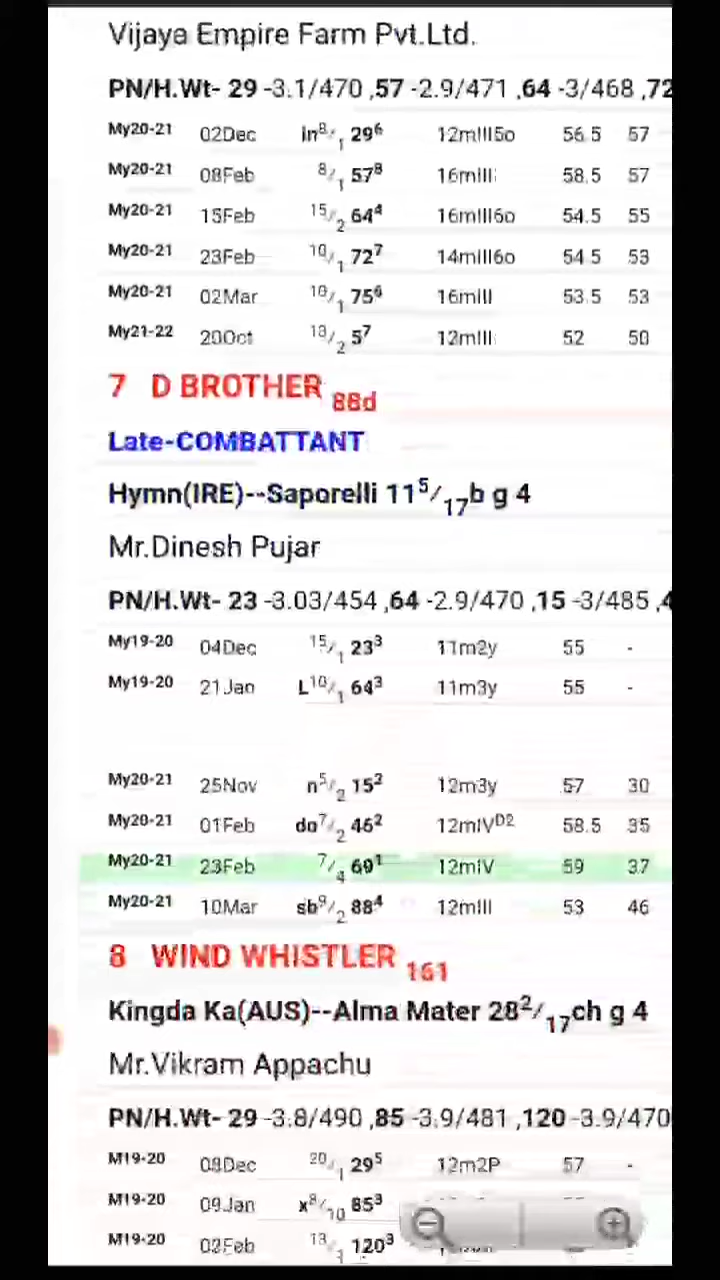 Vijaya Empire Farm Pvt.Ltd.
PN/H.Wt- 29 -3.1/470 ,57 -2.9/471 ,64 -3/468 ,72
My20-21 02Dec in8/1 29⁶ 12mIII5o 56.5 57
My20-21 08Feb 8/1 57⁸ 16mIII 58.5 57
My20-21 15Feb 15/2 64⁴ 16mIII6o 54.5 55
My20-21 23Feb 10/1 72⁷ 14mIII6o 54.5 53
My20-21 02Mar 10/1 75⁶ 16mIII 53.5 53
My21-22 20Oct 13/2 5⁷ 12mIII 52 50
7 D BROTHER 88d
Late-COMBATTANT
Hymn(IRE)--Saporelli 11⁵/17b g 4
Mr.Dinesh Pujar
PN/H.Wt- 23 -3.03/454 ,64 -2.9/470 ,15 -3/485 ,4
My19-20 04Dec 15/1 23³ 11m2y 55 -
My19-20 21Jan L10/1 64³ 11m3y 55 -
My20-21 25Nov n5/2 15² 12m3y 57 30
My20-21 01Feb do7/2 46² 12mIVD2 58.5 35
My20-21 23Feb 7/4 69¹ 12mIV 59 37
My20-21 10Mar sb9/2 88⁴ 12mIII 53 46
8 WIND WHISTLER 161
Kingda Ka(AUS)--Alma Mater 28²/17ch g 4
Mr.Vikram Appachu
PN/H.Wt- 29 -3.8/490 ,85 -3.9/481 ,120 -3.9/470
M19-20 08Dec 20/1 29⁵ 12m2P 57 -
M19-20 09Jan x8/10 85³
M19-20 02Feb 120³